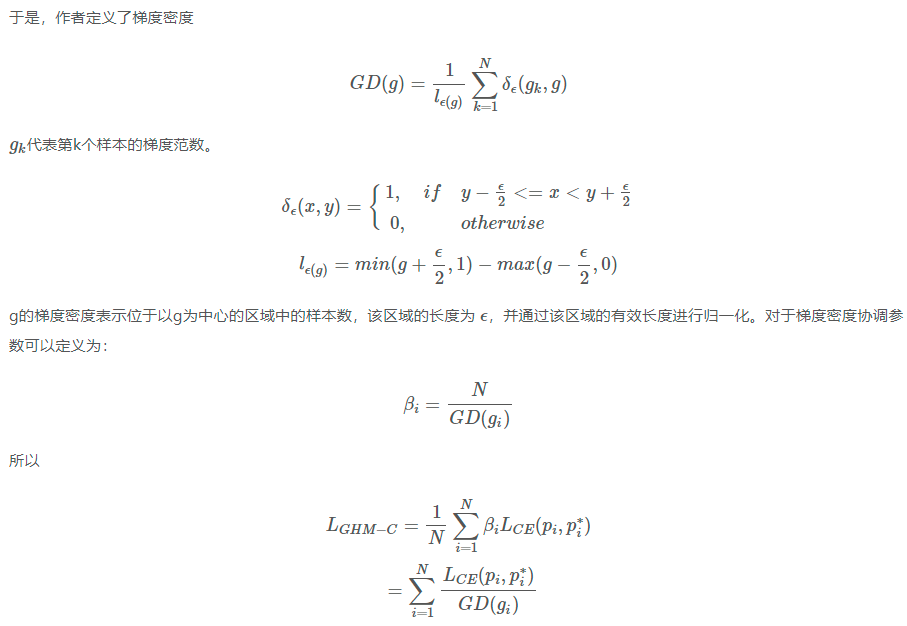 于是，作者定义了梯度密度
$GD(g) = \frac{1}{l_{\epsilon(g)}} \sum_{k=1}^{N} \delta_{\epsilon}(g_k, g)$
$g_k$代表第k个样本的梯度范数。
$\delta_{\epsilon}(x, y) = \begin{cases} 1, & if \quad y - \frac{\epsilon}{2} <= x < y + \frac{\epsilon}{2} \\ 0, & otherwise \end{cases}$
$l_{\epsilon(g)} = min(g + \frac{\epsilon}{2}, 1) - max(g - \frac{\epsilon}{2}, 0)$
g的梯度密度表示位于以g为中心的区域中的样本数，该区域的长度为 $\epsilon$，并通过该区域的有效长度进行归一化。对于梯度密度协调参
数可以定义为：
$\beta_i = \frac{N}{GD(g_i)}$
所以
$L_{GHM-C} = \frac{1}{N} \sum_{i=1}^{N} \beta_i L_{CE}(p_i, p_i^*)$
$= \sum_{i=1}^{N} \frac{L_{CE}(p_i, p_i^*)}{GD(g_i)}$